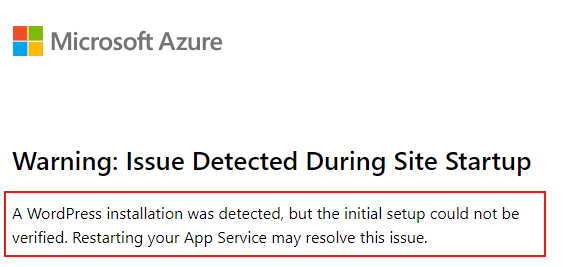 Microsoft Azure
Warning: Issue Detected During Site Startup
A WordPress installation was detected, but the initial setup could not be
verified. Restarting your App Service may resolve this issue.